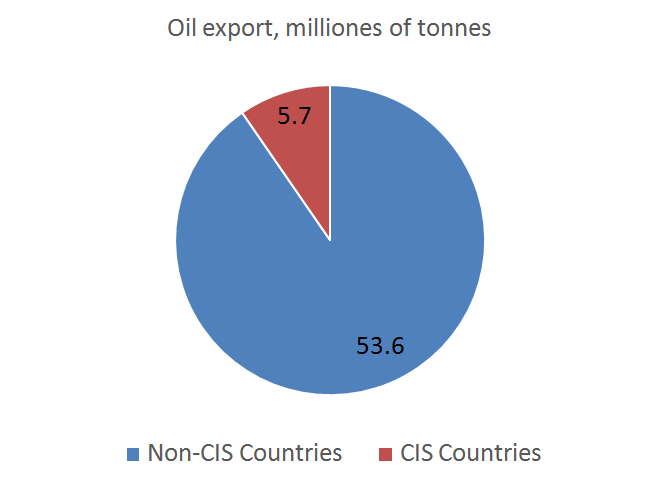 Oil export, milliones of tonnes
5.7
53.6
Non-CIS Countries
CIS Countries